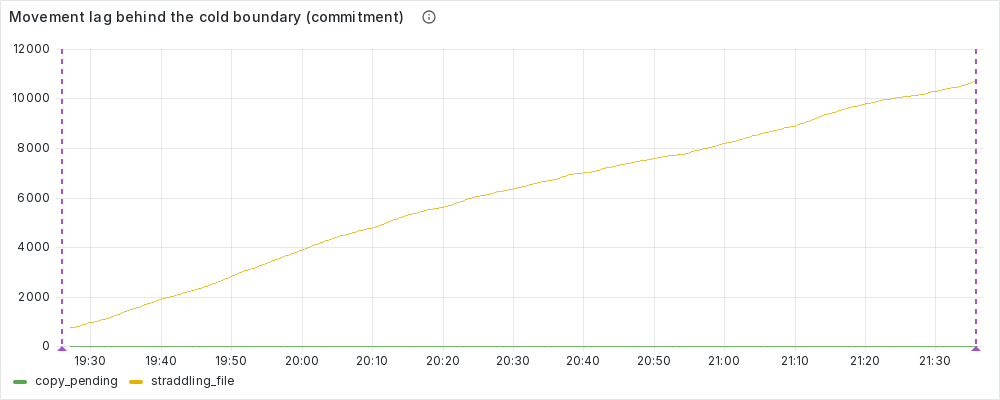 Movement lag behind the cold boundary (commitment)
12000
10000
8000
6000
4000
2000
0
19:30 19:40 19:50 20:00 20:10 20:20 20:30 20:40 20:50 21:00 21:10 21:20 21:30
copy_pending straddling_file